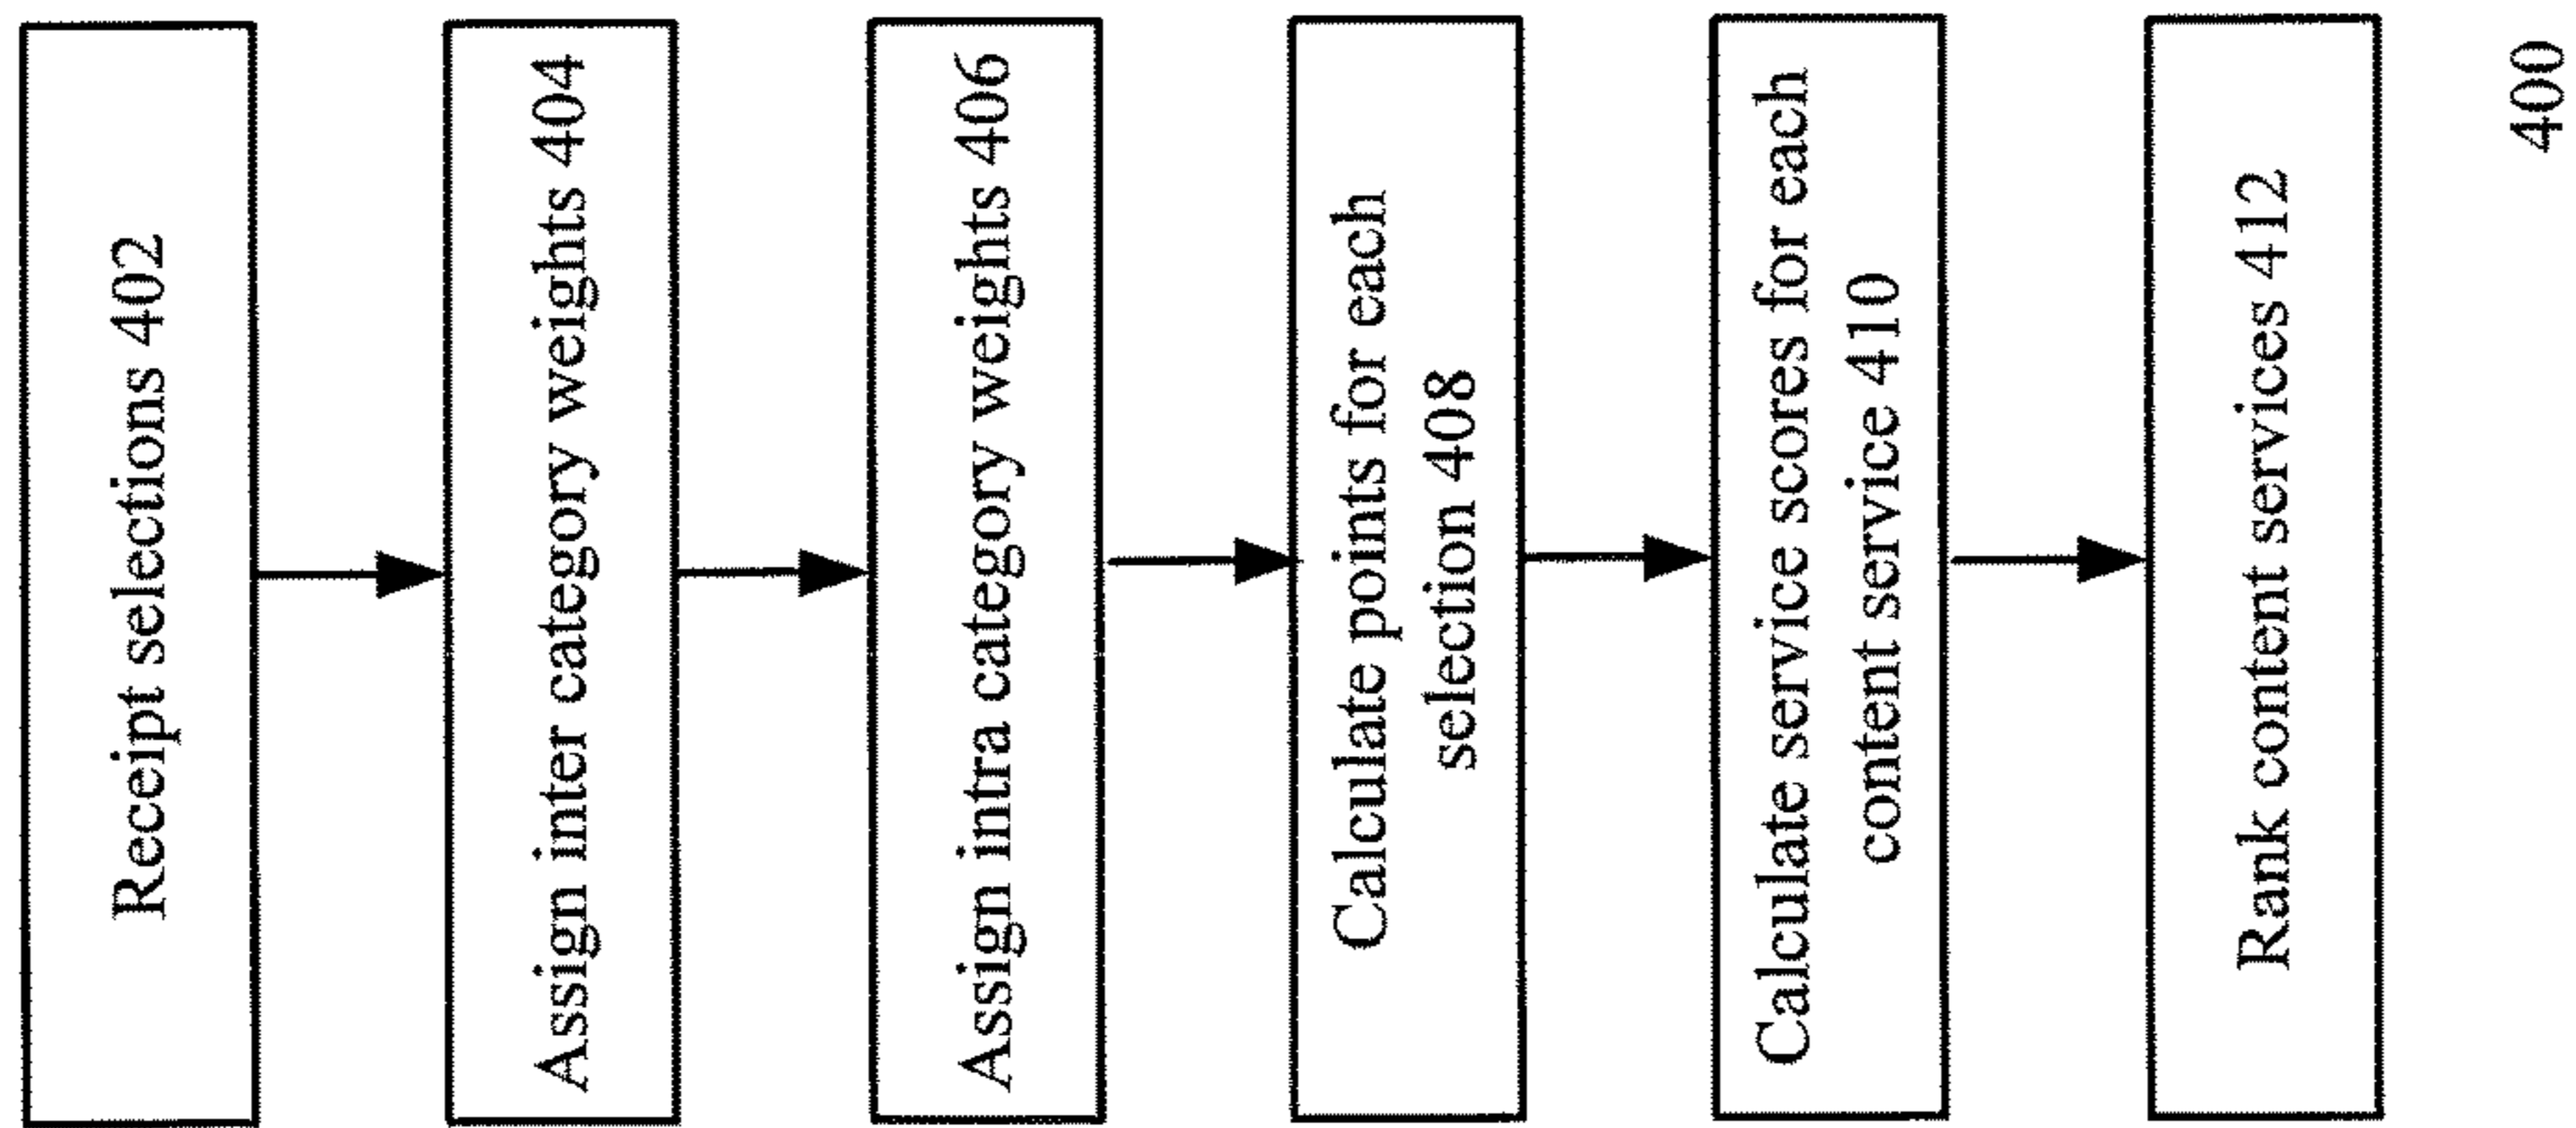 Receipt selections 402
Assign inter category weights 404
Assign intra category weights 406
Calculate points for each
selection 408
Calculate service scores for each
content service 410
Rank content services 412
400